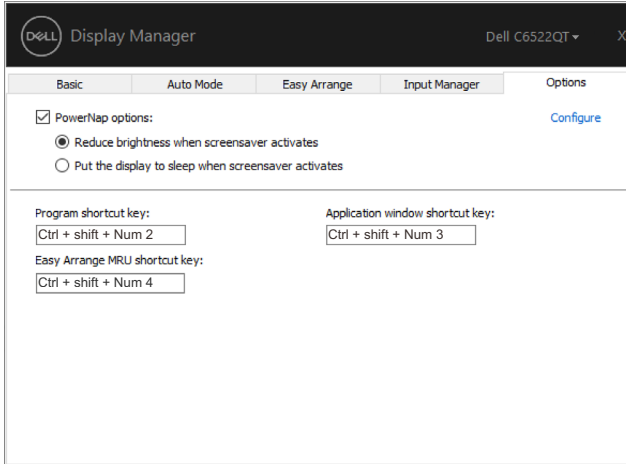 DELL Display Manager Dell C6522QT X
Basic Auto Mode Easy Arrange Input Manager Options
PowerNap options: Configure
Reduce brightness when screensaver activates
Put the display to sleep when screensaver activates
Program shortcut key: Application window shortcut key:
Ctrl + shift + Num 2 Ctrl + shift + Num 3
Easy Arrange MRU shortcut key:
Ctrl + shift + Num 4